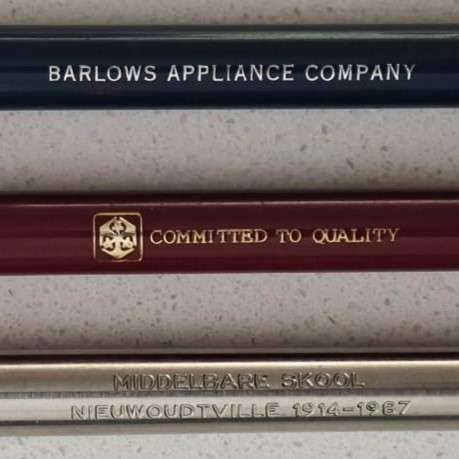 BARLOWS APPLIANCE COMPANY
COMMITTED TO QUALITY
MIDDELBARE SKOOL
NIEUWOUDTVILLE 1914-1987